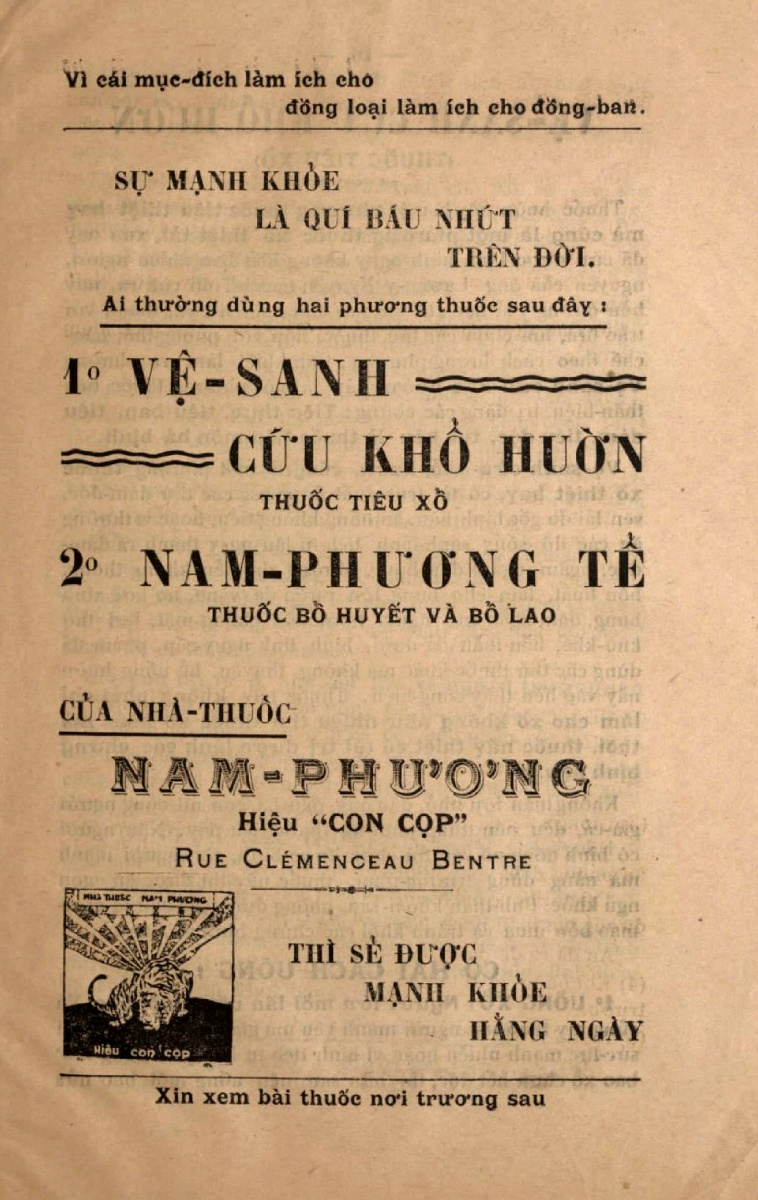 Vì cái mục-đích làm ích cho
đồng loại làm ích cho đồng-ban.
SỰ MẠNH KHỎE
LÀ QUÍ BÁU NHỨT
TRÊN ĐỜI.
Ai thường dùng hai phương thuốc sau đây :
1º VỆ-SANH
CỨU KHỔ HUỜN
THUỐC TIÊU XỔ
2º NAM-PHƯƠNG TỄ
THUỐC BỔ HUYẾT VÀ BỔ LAO
CỦA NHÀ-THUỐC
NAM-PHƯƠNG
Hiệu “CON CỌP”
RUE CLÉMENCEAU BENTRE
NHÀ THUỐC NAM PHƯƠNG
Hiệu con cọp
THÌ SẺ ĐƯỢC
MẠNH KHỎE
HẰNG NGÀY
Xin xem bài thuốc nơi trương sau